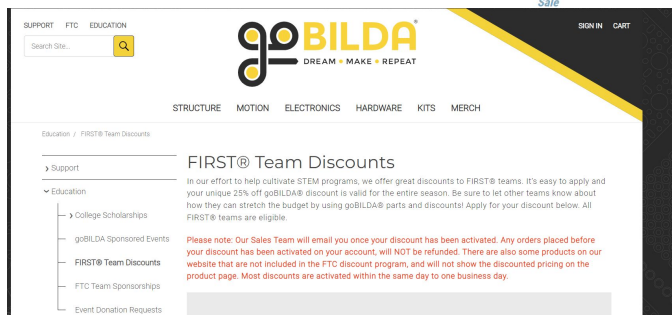 Sale
SUPPORT FTC EDUCATION
SIGN IN CART
Search Site...
goBILDA®
DREAM • MAKE • REPEAT
STRUCTURE MOTION ELECTRONICS HARDWARE KITS MERCH
Education / FIRST® Team Discounts
Support
Education
College Scholarships
goBILDA Sponsored Events
FIRST® Team Discounts
FTC Team Sponsorships
Event Donation Requests
FIRST® Team Discounts
In our effort to help cultivate STEM programs, we offer great discounts to FIRST® teams. It's easy to apply and
your unique 25% off goBILDA® discount is valid for the entire season. Be sure to let other teams know about
how they can stretch the budget by using goBILDA® parts and discounts! Apply for your discount below. All
FIRST® teams are eligible.
Please note: Our Sales Team will email you once your discount has been activated. Any orders placed before
your discount has been activated on your account, will NOT be refunded. There are also some products on our
website that are not included in the FTC discount program, and will not show the discounted pricing on the
product page. Most discounts are activated within the same day to one business day.